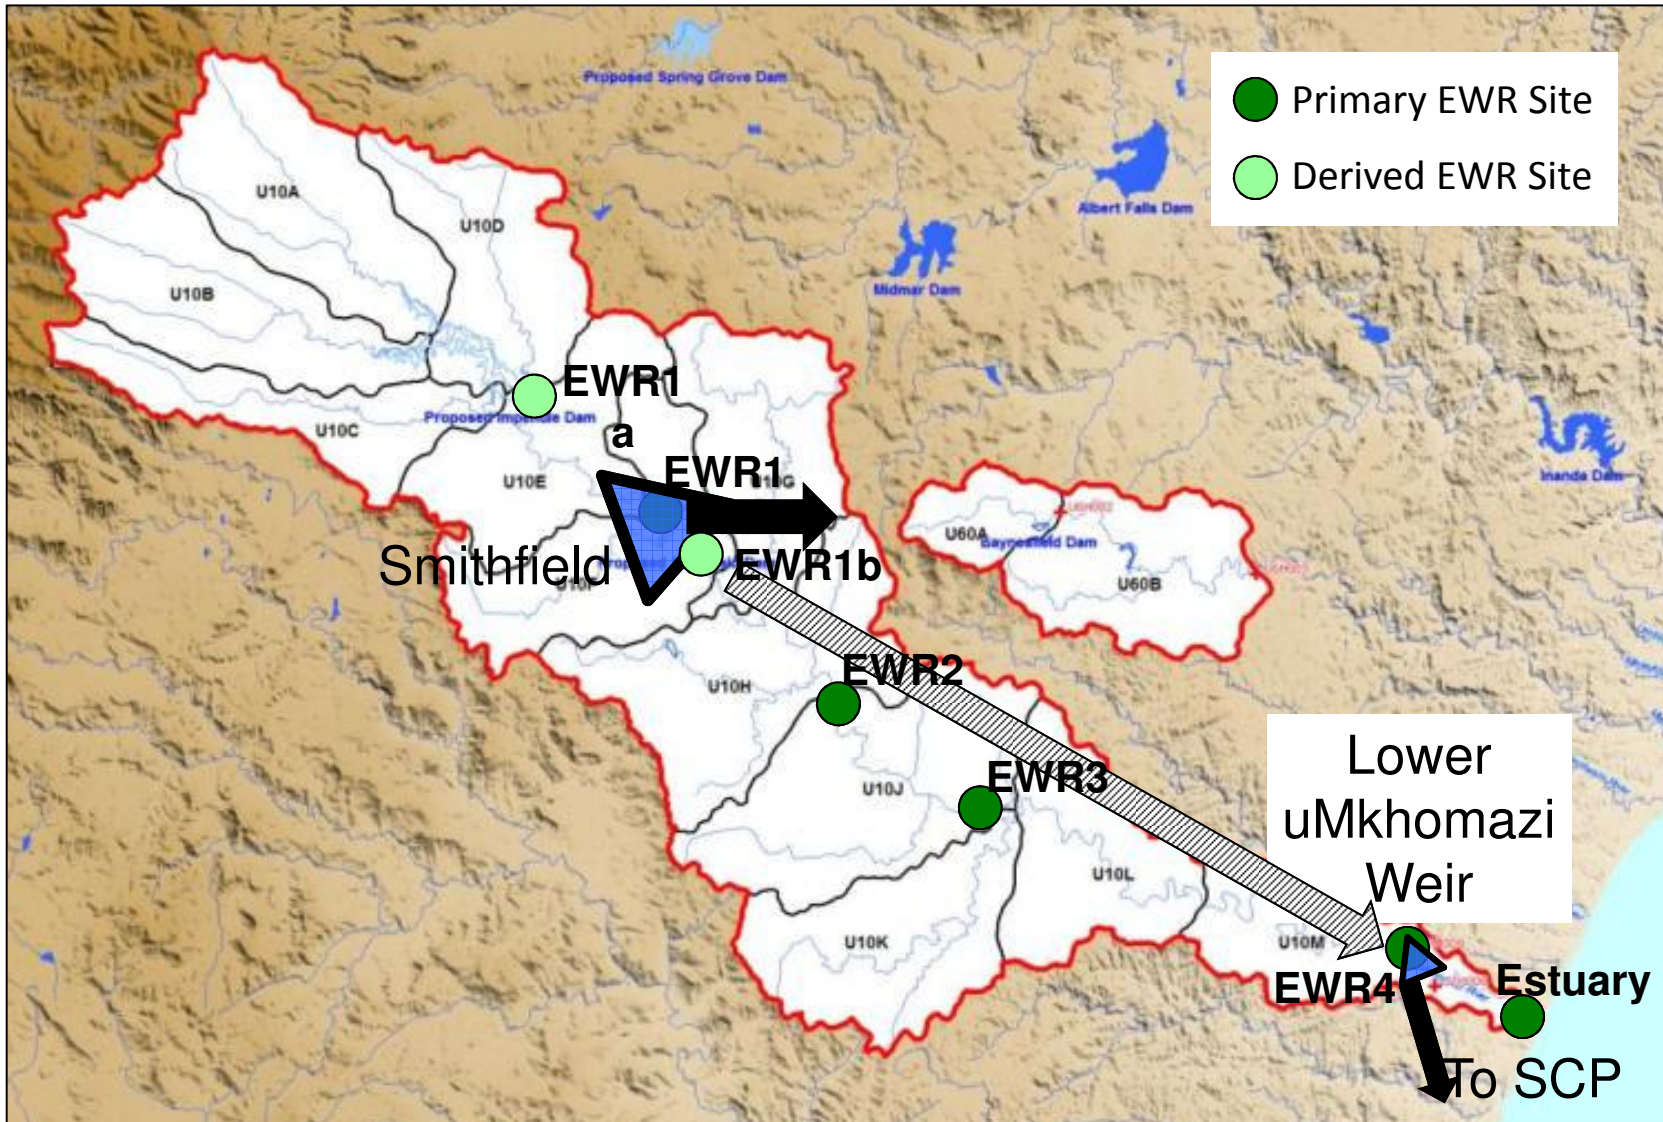 Proposed Spring Grove Dam
Primary EWR Site
Derived EWR Site
U10A
U10D
Albert Falls Dam
U10B
Midmar Dam
EWR1
a
Proposed Impendle Dam
U10C
EWR1
U10E
U10G
Inanda Dam
U60A
Baynesfield Dam
Smithfield
EWR1b
U10F
U60B
EWR2
U10H
EWR3
U10J
Lower
uMkhomazi
Weir
U10L
U10K
U10M
EWR4
Estuary
To SCP